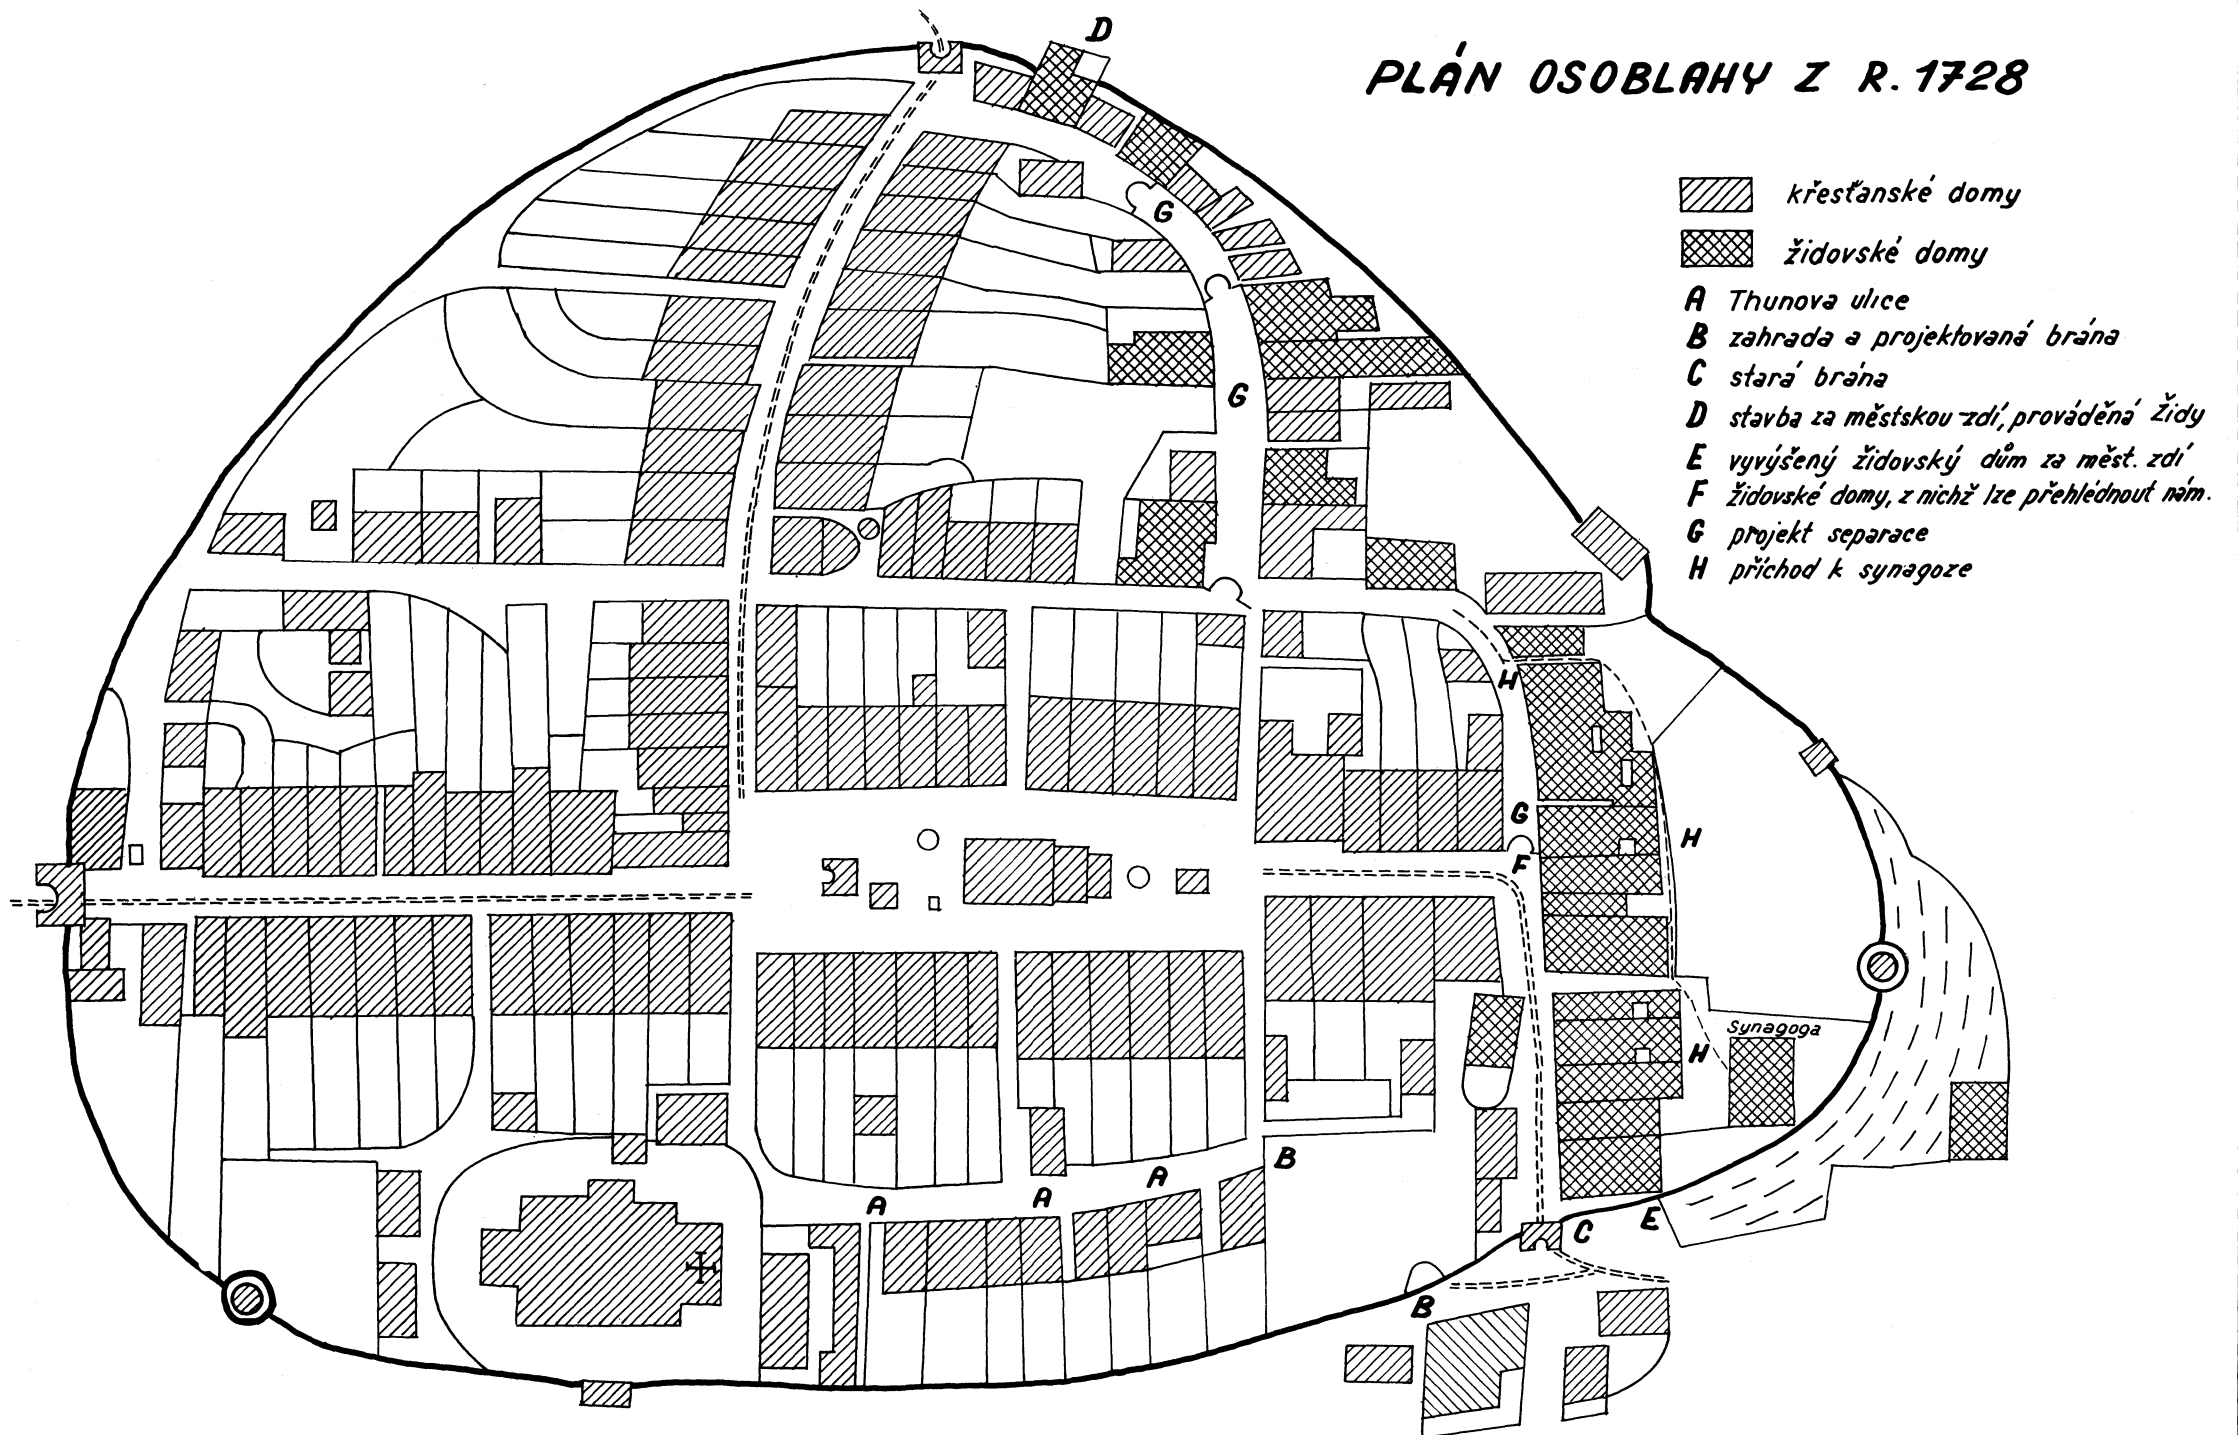 PLÁN OSOBLAHY Z R. 1728
křesťanské domy
židovské domy
A Thunova ulice
B zahrada a projektovaná brána
C stará brána
D stavba za městskou zdí, prováděná Židy
E vyvýšený židovský dům za měst. zdí
F židovské domy, z nichž lze přehlédnout nám.
G projekt separace
H příchod k synagoze
D
G
G
H
G
H
F
Synagoga
H
B
A
A
A
E
C
B